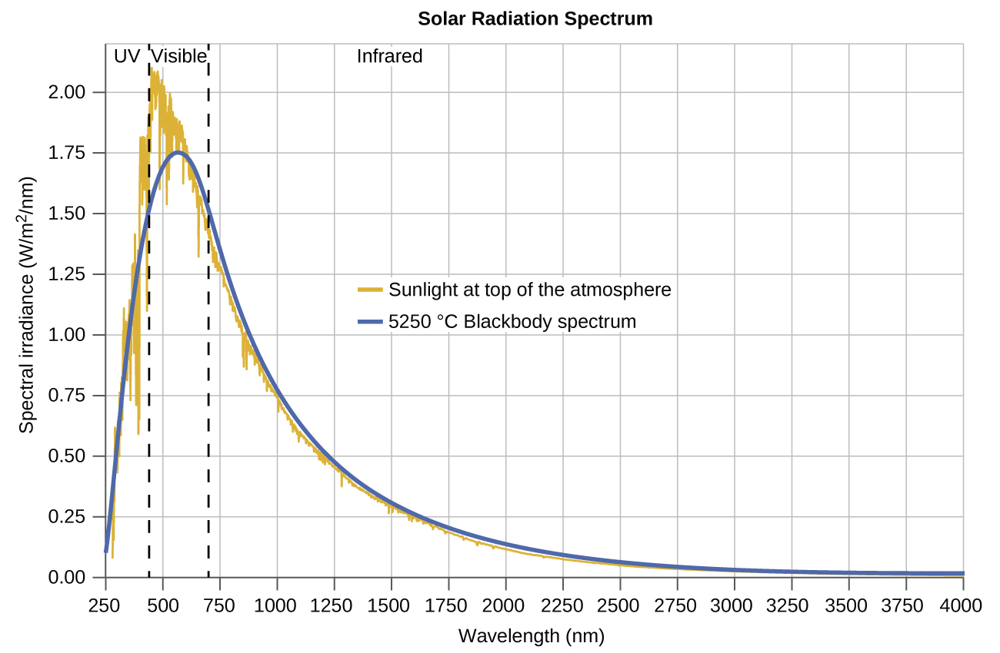 Solar Radiation Spectrum
UV Visible Infrared
2.00
1.75
1.50
1.25
1.00
0.75
0.50
0.25
0.00
Spectral irradiance (W/m²/nm)
Sunlight at top of the atmosphere
5250 °C Blackbody spectrum
250 500 750 1000 1250 1500 1750 2000 2250 2500 2750 3000 3250 3500 3750 4000
Wavelength (nm)